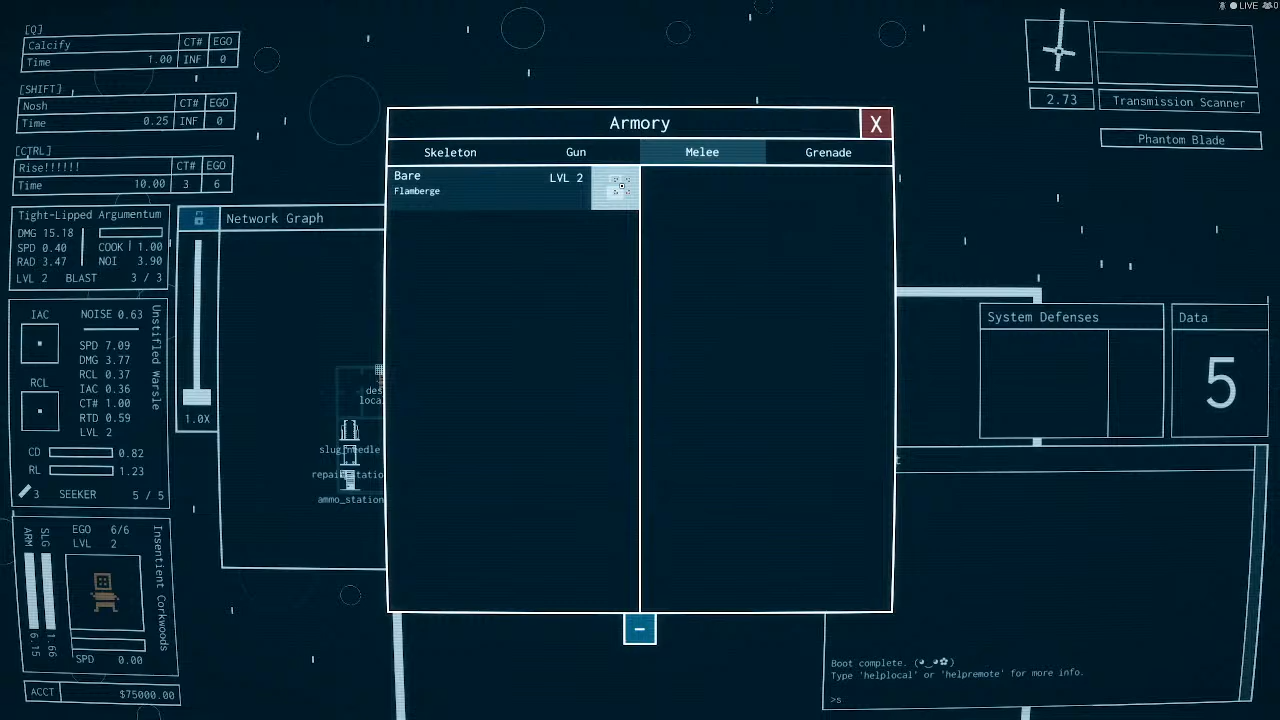 LIVE 0
[Q]
Calcify CT# EGO
Time 1.00 INF 0
[SHIFT]
Nosh CT# EGO
Time 0.25 INF 0
[CTRL]
Rise!!!!!! CT# EGO
Time 10.00 3 6
Tight-Lipped Argumentum
DMG 15.18
SPD 0.40 COOK 1.00
RAD 3.47 NOI 3.90
LVL 2 BLAST 3 / 3
IAC NOISE 0.63
Unstifled Warsle
SPD 7.09
DMG 3.77
RCL RCL 0.37
IAC 0.36
CT# 1.00
RTD 0.59
LVL 2
CD 0.82
RL 1.23
3 SEEKER 5 / 5
ARM SLG EGO 6/6
LVL 2
Insentient Corkwoods
6.15 1.66
SPD 0.00
ACCT $75000.00
Network Graph
1.0X
des
loca
slug_needle
ammo_station
Armory X
Skeleton Gun Melee Grenade
Bare LVL 2
Flamberge
-
2.73 Transmission Scanner
Phantom Blade
System Defenses
Data
5
Boot complete. (◕‿◕✿)
Type 'helplocal' or 'helpremote' for more info.
>s